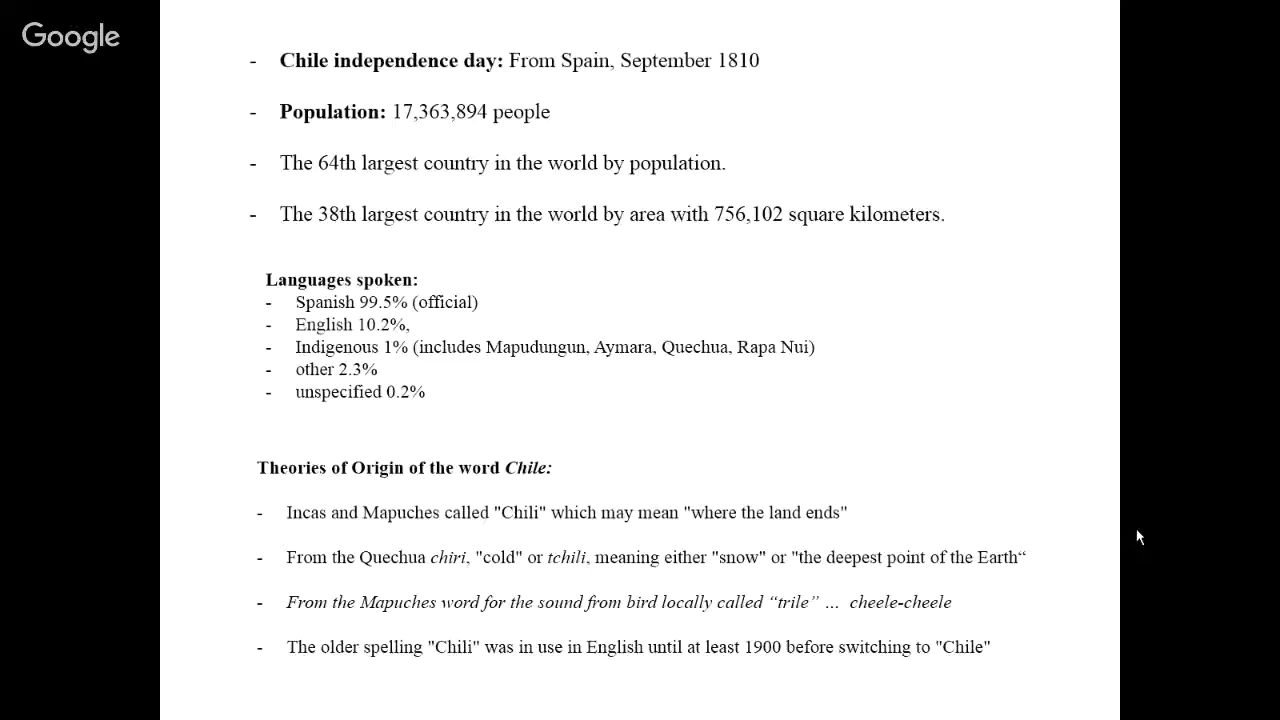 Google
- Chile independence day: From Spain, September 1810
- Population: 17,363,894 people
- The 64th largest country in the world by population.
- The 38th largest country in the world by area with 756,102 square kilometers.
Languages spoken:
- Spanish 99.5% (official)
- English 10.2%,
- Indigenous 1% (includes Mapudungun, Aymara, Quechua, Rapa Nui)
- other 2.3%
- unspecified 0.2%
Theories of Origin of the word Chile:
- Incas and Mapuches called "Chili" which may mean "where the land ends"
- From the Quechua chiri, "cold" or tchili, meaning either "snow" or "the deepest point of the Earth“
- From the Mapuches word for the sound from bird locally called “trile” … cheele-cheele
- The older spelling "Chili" was in use in English until at least 1900 before switching to "Chile"